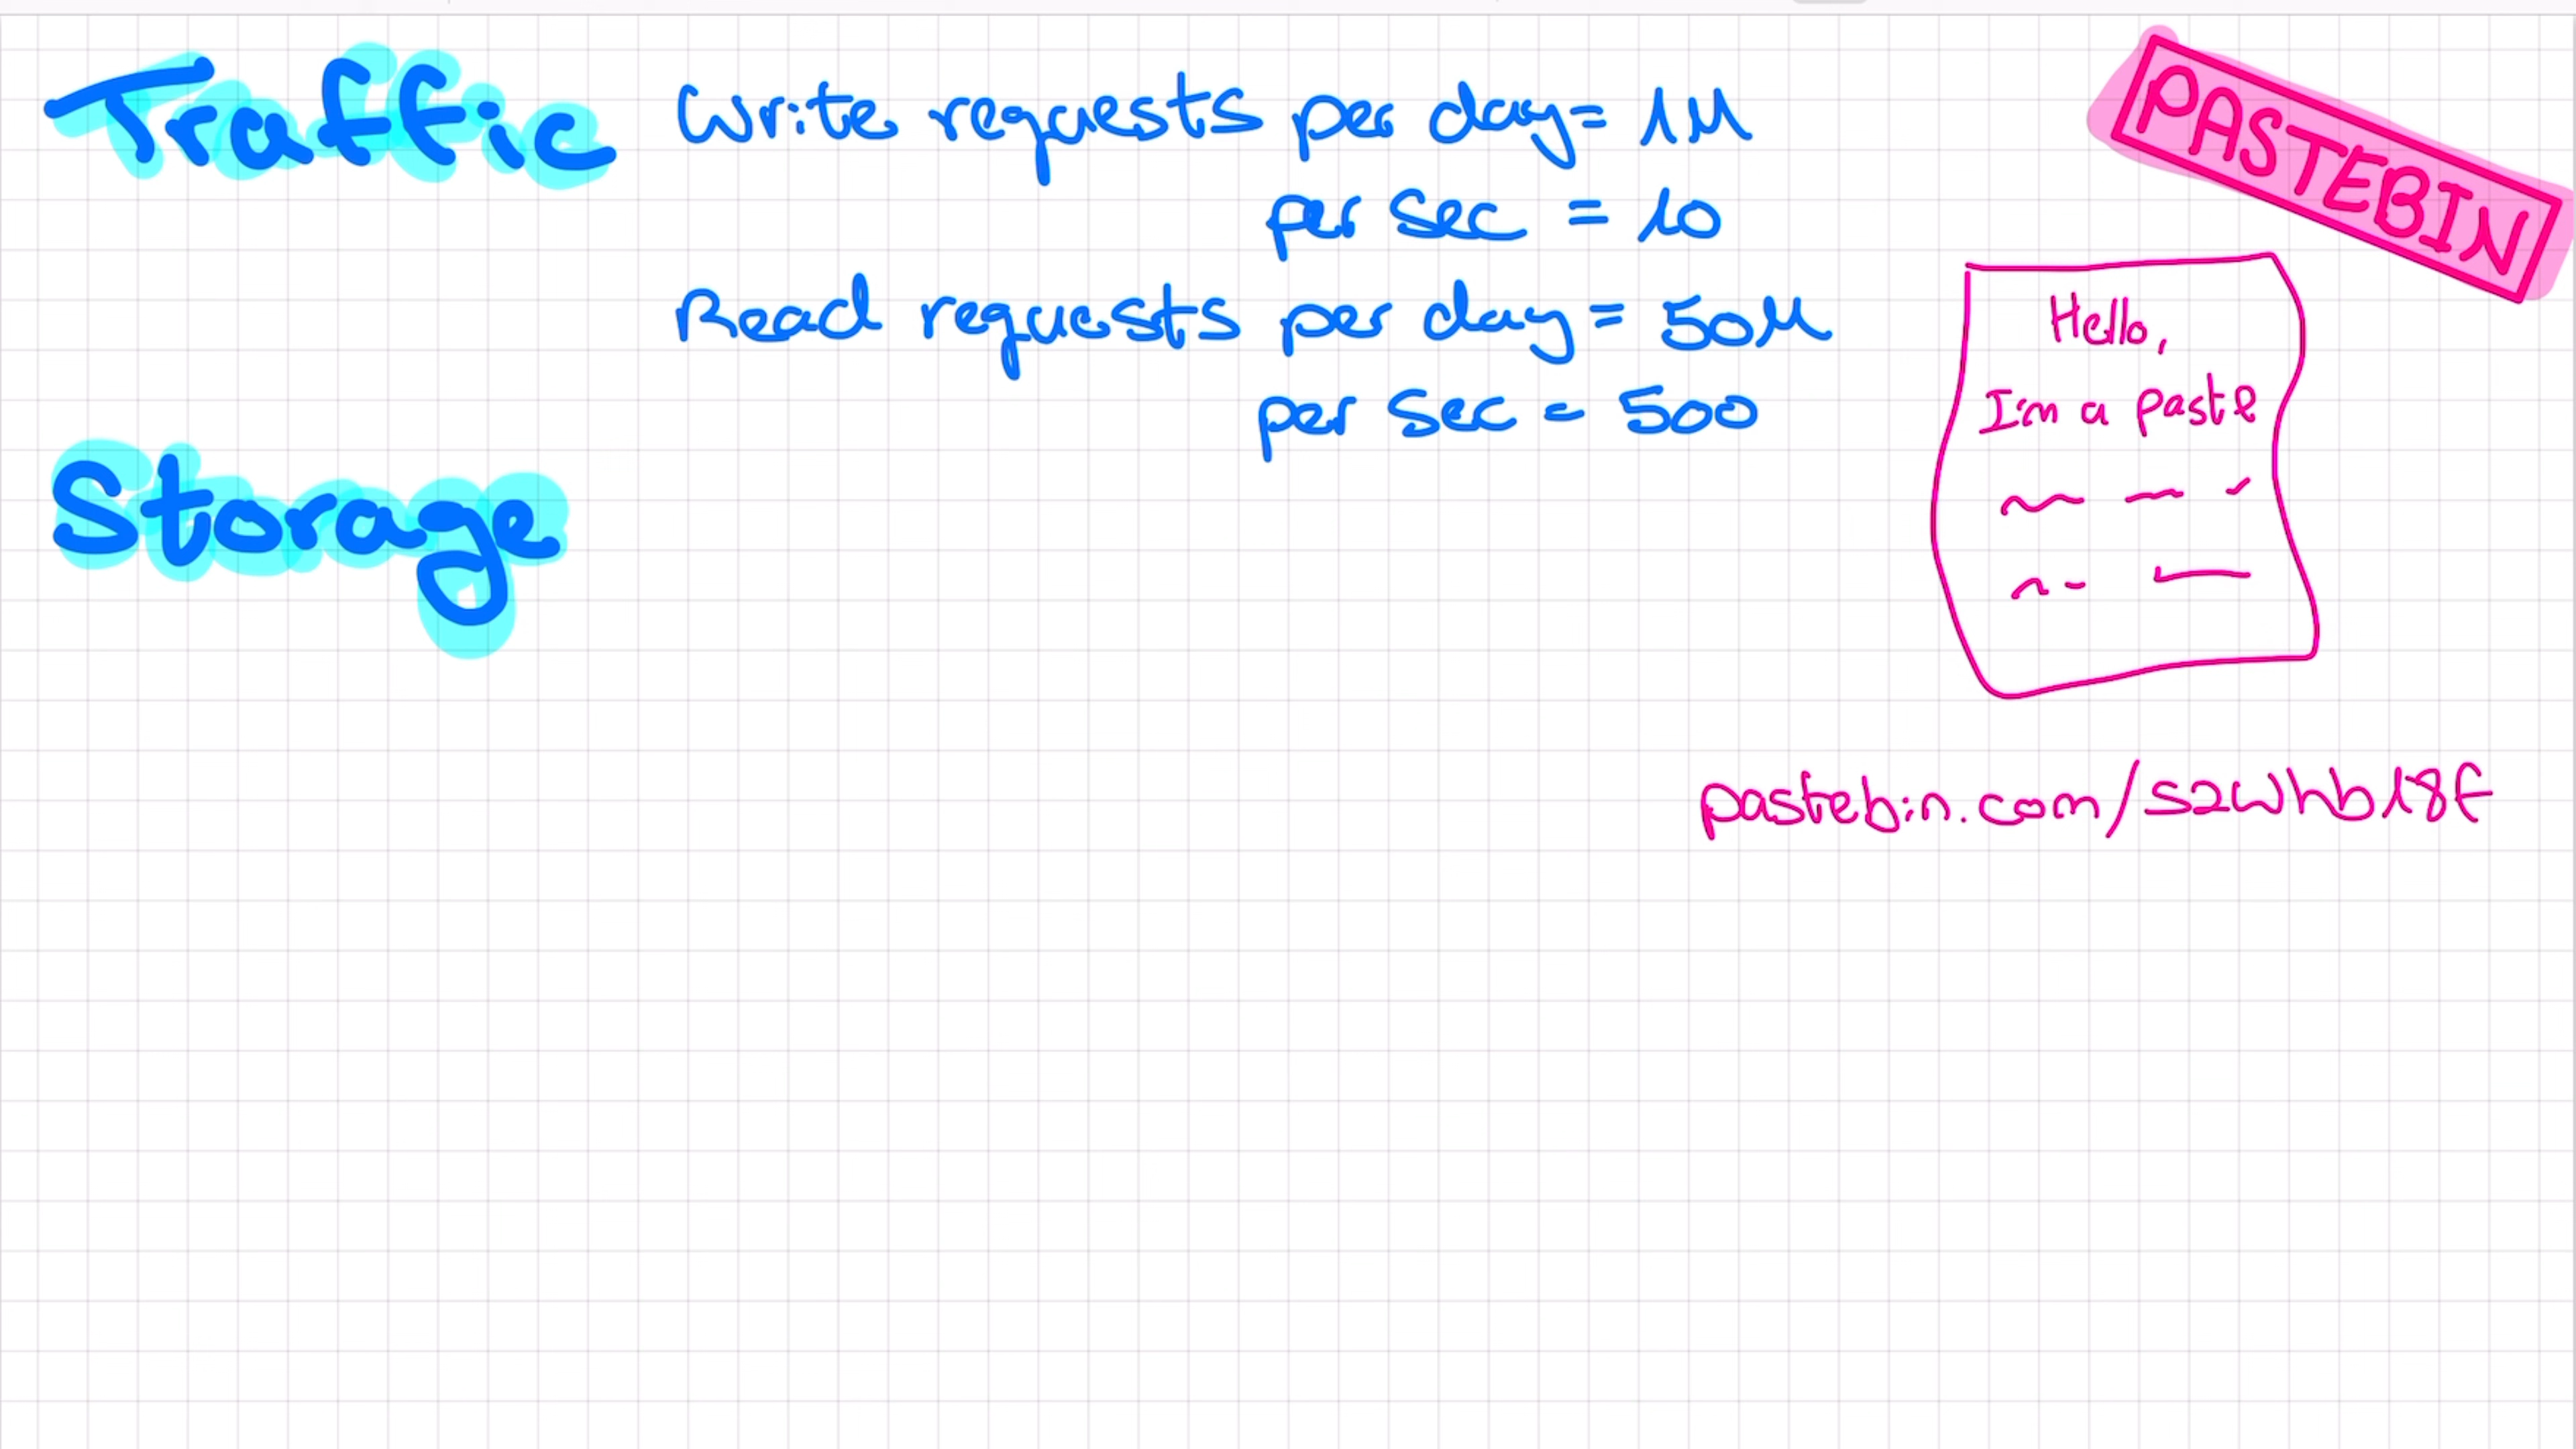 Traffic
Write requests per day = 1M
per sec = 10
Read requests per day = 50M
per sec = 500
Storage
PASTEBIN
Hello,
I'm a paste
pastebin.com/s2whb18f